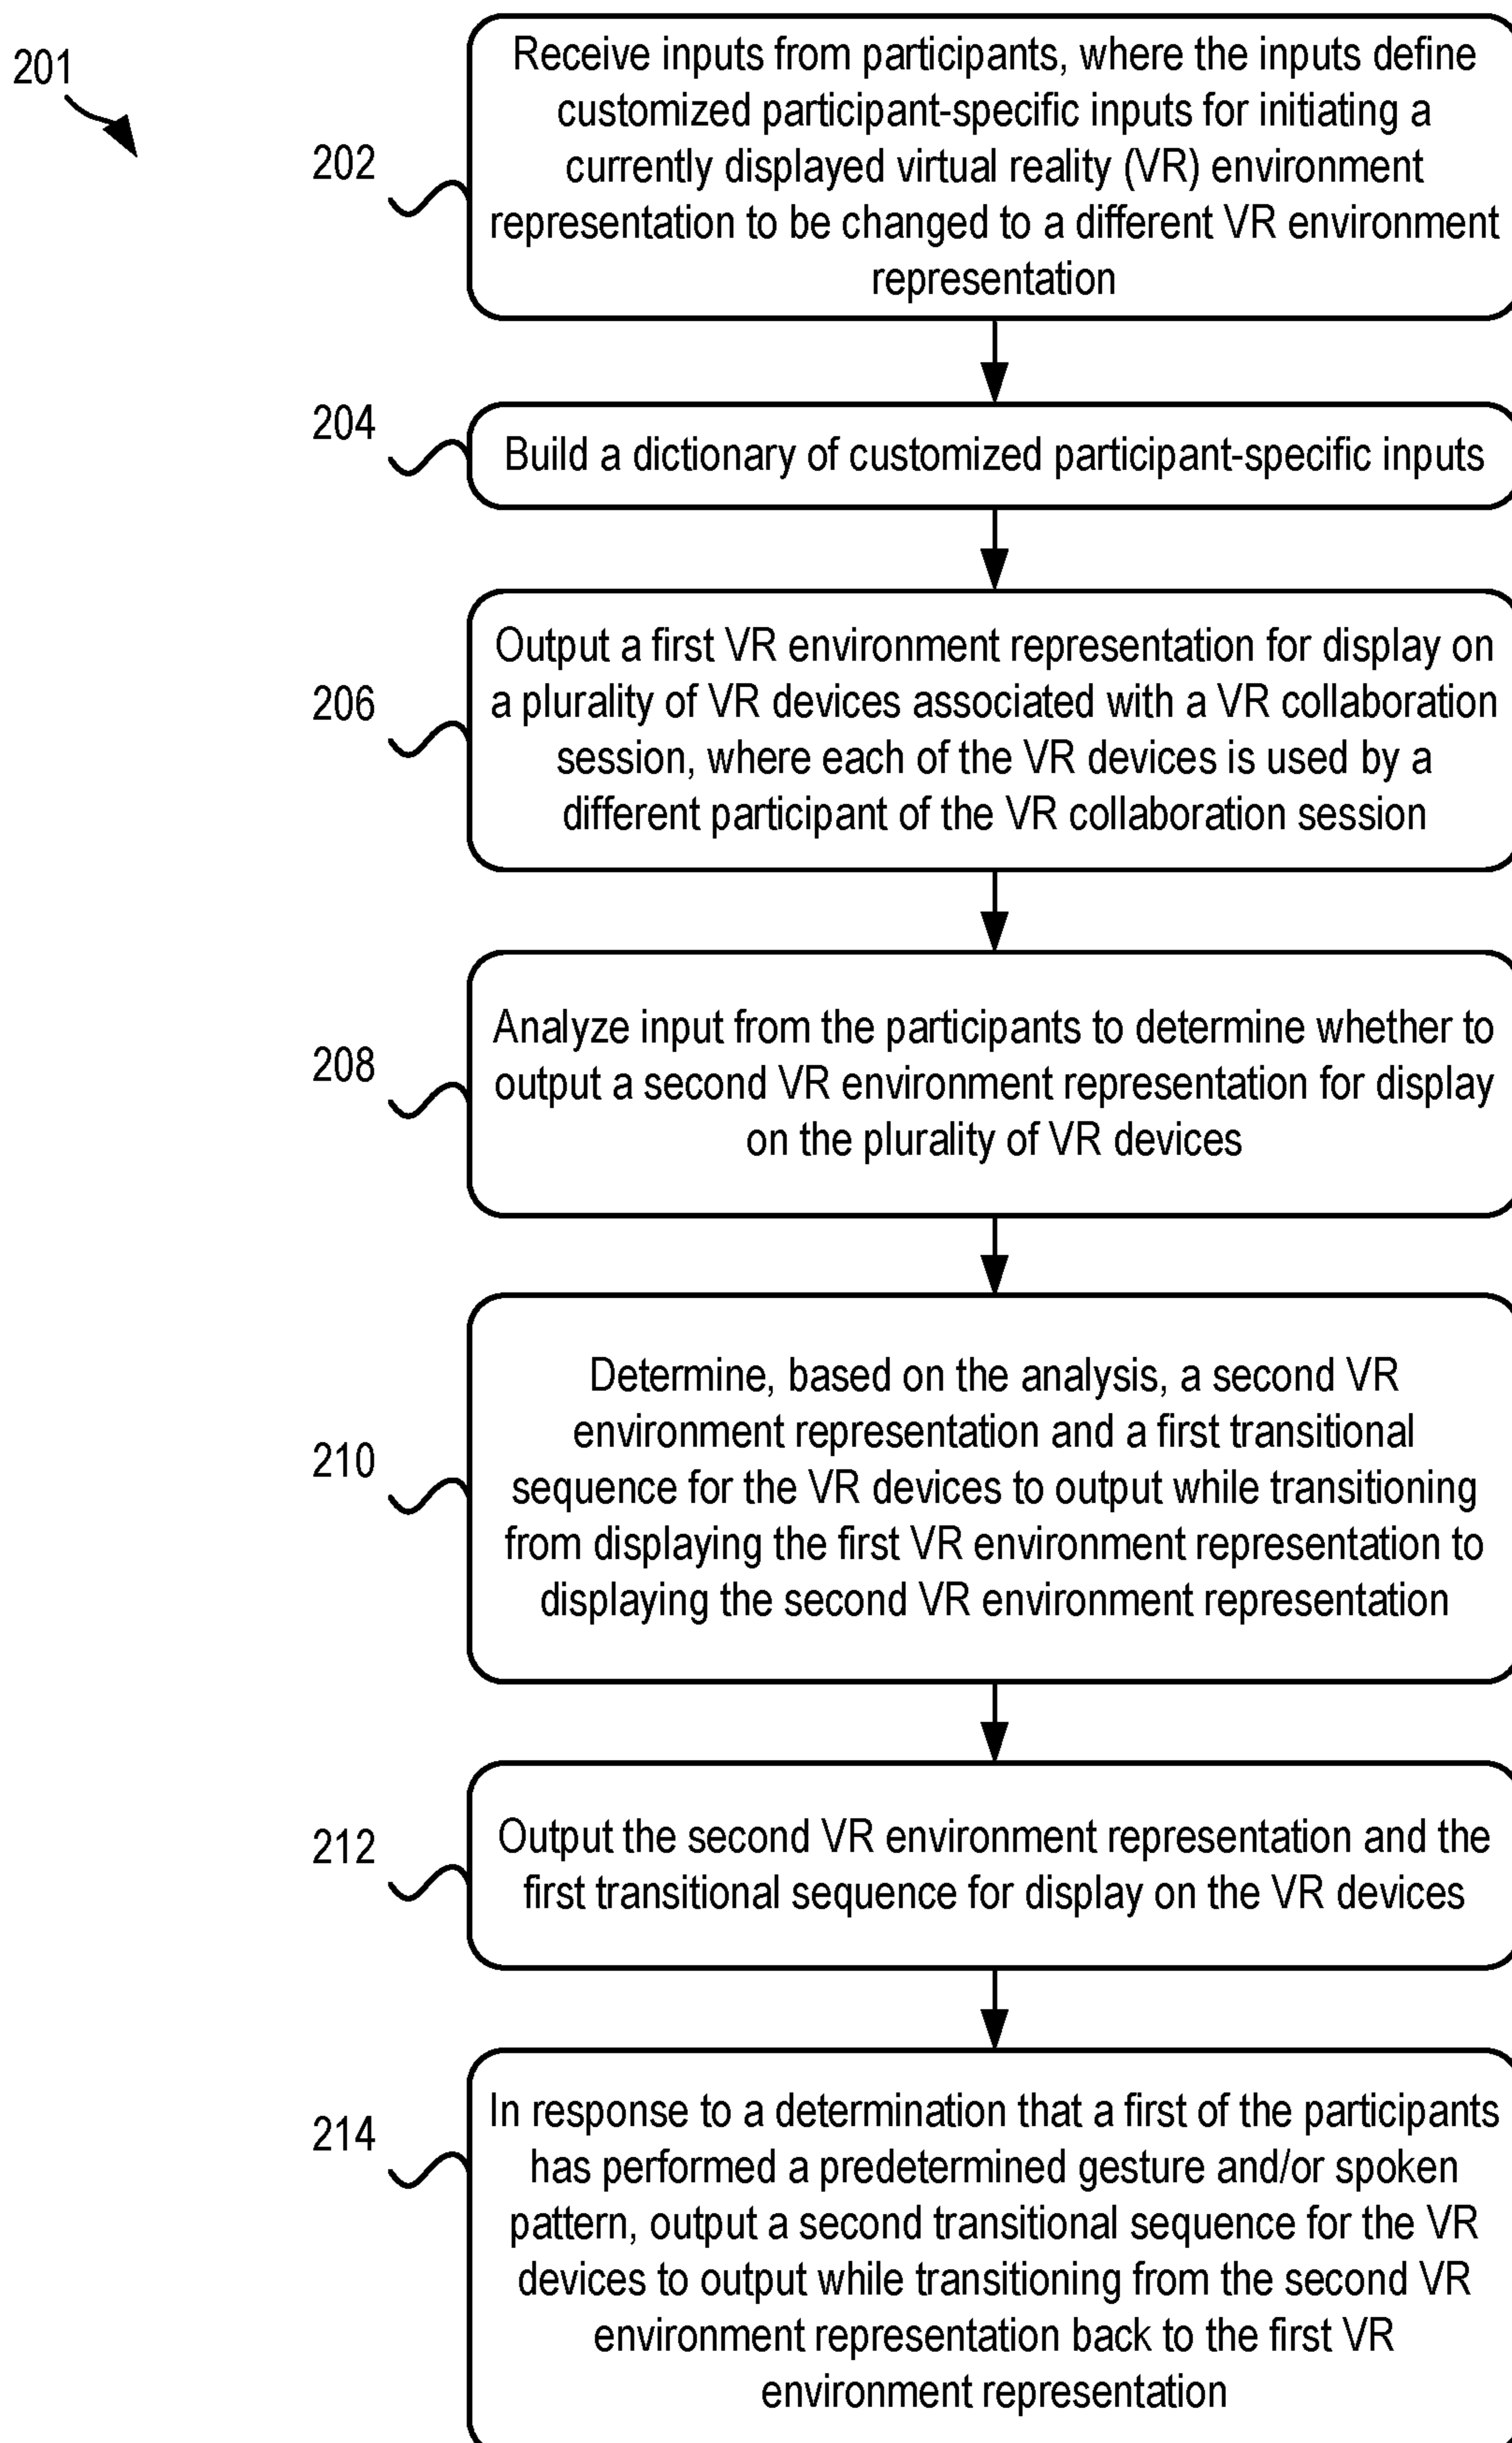 201
202
Receive inputs from participants, where the inputs define
customized participant-specific inputs for initiating a
currently displayed virtual reality (VR) environment
representation to be changed to a different VR environment
representation
204
Build a dictionary of customized participant-specific inputs
206
Output a first VR environment representation for display on
a plurality of VR devices associated with a VR collaboration
session, where each of the VR devices is used by a
different participant of the VR collaboration session
208
Analyze input from the participants to determine whether to
output a second VR environment representation for display
on the plurality of VR devices
210
Determine, based on the analysis, a second VR
environment representation and a first transitional
sequence for the VR devices to output while transitioning
from displaying the first VR environment representation to
displaying the second VR environment representation
212
Output the second VR environment representation and the
first transitional sequence for display on the VR devices
214
In response to a determination that a first of the participants
has performed a predetermined gesture and/or spoken
pattern, output a second transitional sequence for the VR
devices to output while transitioning from the second VR
environment representation back to the first VR
environment representation